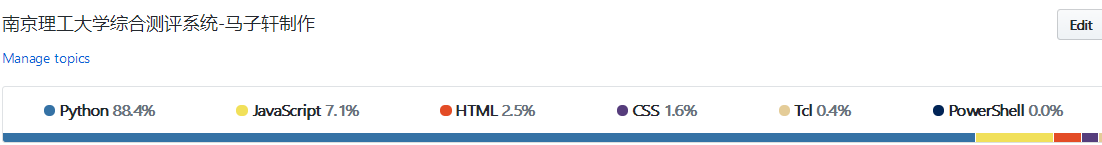 南京理工大学综合测评系统-马子轩制作
Edit
Manage topics
Python 88.4% JavaScript 7.1% HTML 2.5% CSS 1.6% Tcl 0.4% PowerShell 0.0%